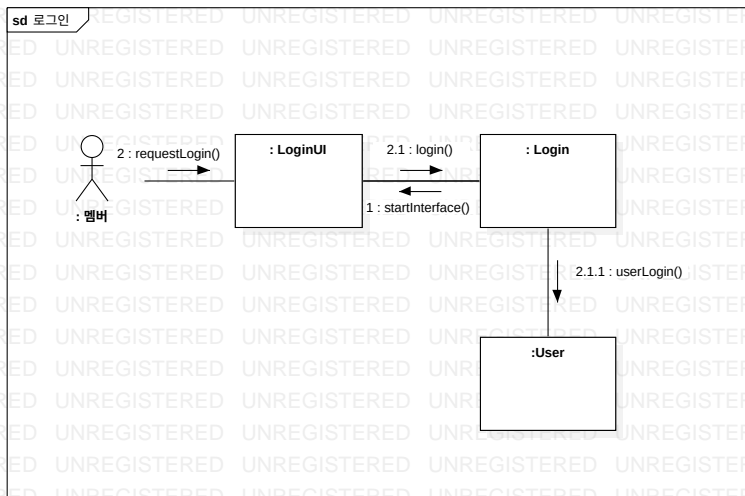 sd 로그인
2 : requestLogin()
: LoginUI
2.1 : login()
: Login
1 : startInterface()
: 멤버
2.1.1 : userLogin()
:User
UNREGISTERED